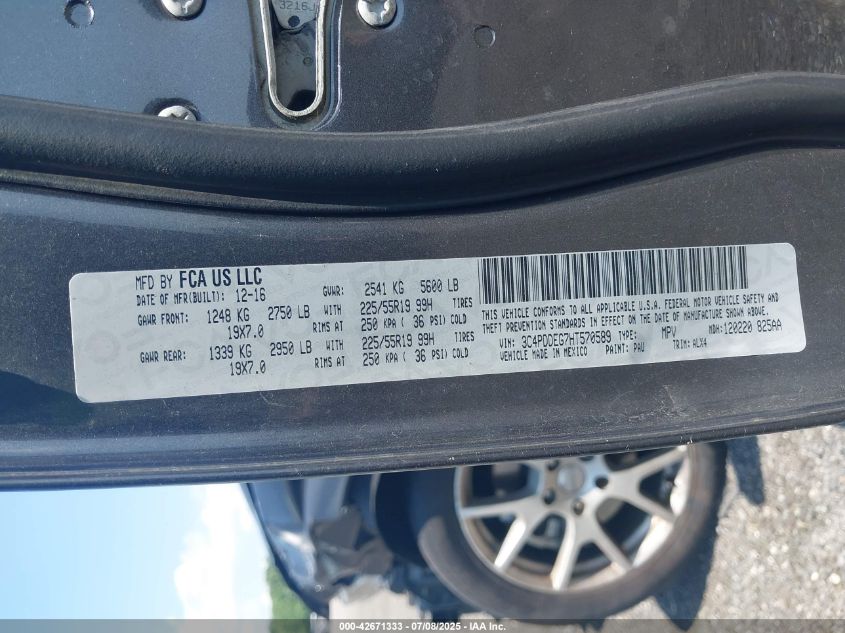 3216J
MFD BY FCA US LLC
DATE OF MFR(BUILT): 12-16 GVWR: 2541 KG 5600 LB
GAWR FRONT: 1248 KG 2750 LB WITH 225/55R19 99H TIRES
19X7.0 RIMS AT 250 KPA ( 36 PSI) COLD
GAWR REAR: 1339 KG 2950 LB WITH 225/55R19 99H TIRES
19X7.0 RIMS AT 250 KPA ( 36 PSI) COLD
THIS VEHICLE CONFORMS TO ALL APPLICABLE U.S.A. FEDERAL MOTOR VEHICLE SAFETY AND
THEFT PREVENTION STANDARDS IN EFFECT ON THE DATE OF MANUFACTURE SHOWN ABOVE.
VIN: 3C4PDDEG7HT570589 TYPE: MPV MDH: 120220 825AA
MADE IN MEXICO PAINT: PAU TRIM: ALX4
000-42671333 - 07/08/2025 - IAA Inc.